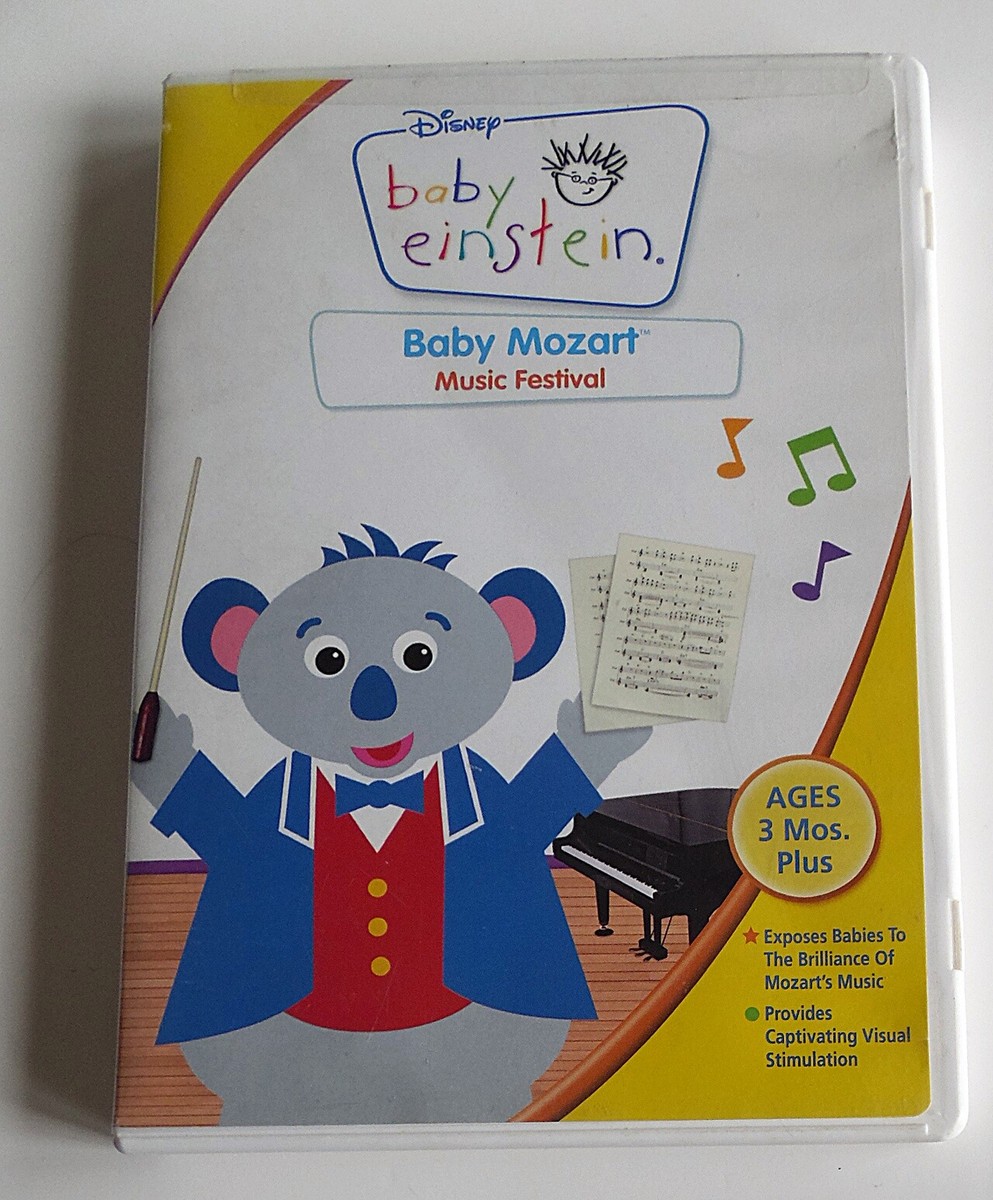 Disney
baby
einstein.
Baby Mozart™
Music Festival
AGES
3 Mos.
Plus
Exposes Babies To
The Brilliance Of
Mozart's Music
Provides
Captivating Visual
Stimulation